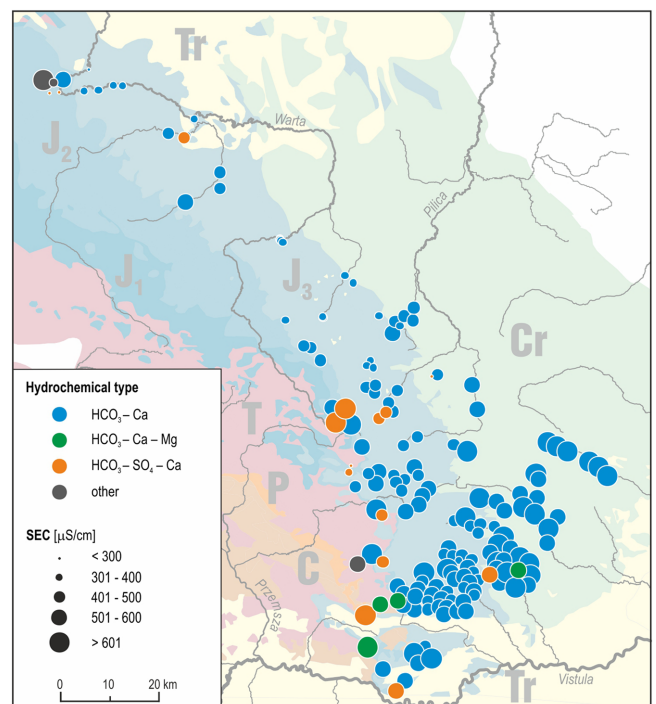 Tr
Warta
J2
Pilica
J1
J3
Cr
Hydrochemical type
HCO3 – Ca
HCO3 – Ca – Mg
HCO3 – SO4 – Ca
other
T
P
SEC [µS/cm]
< 300
301 - 400
401 - 500
501 - 600
> 601
C
Przemsza
0 10 20 km
Tr
Vistula